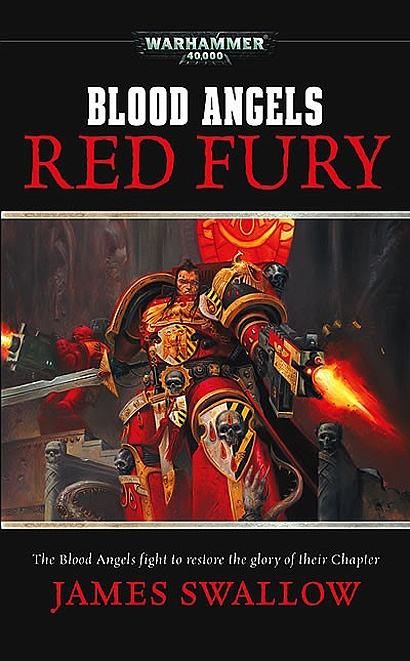 WARHAMMER
40,000
BLOOD ANGELS
RED FURY
The Blood Angels fight to restore the glory of their Chapter
JAMES SWALLOW